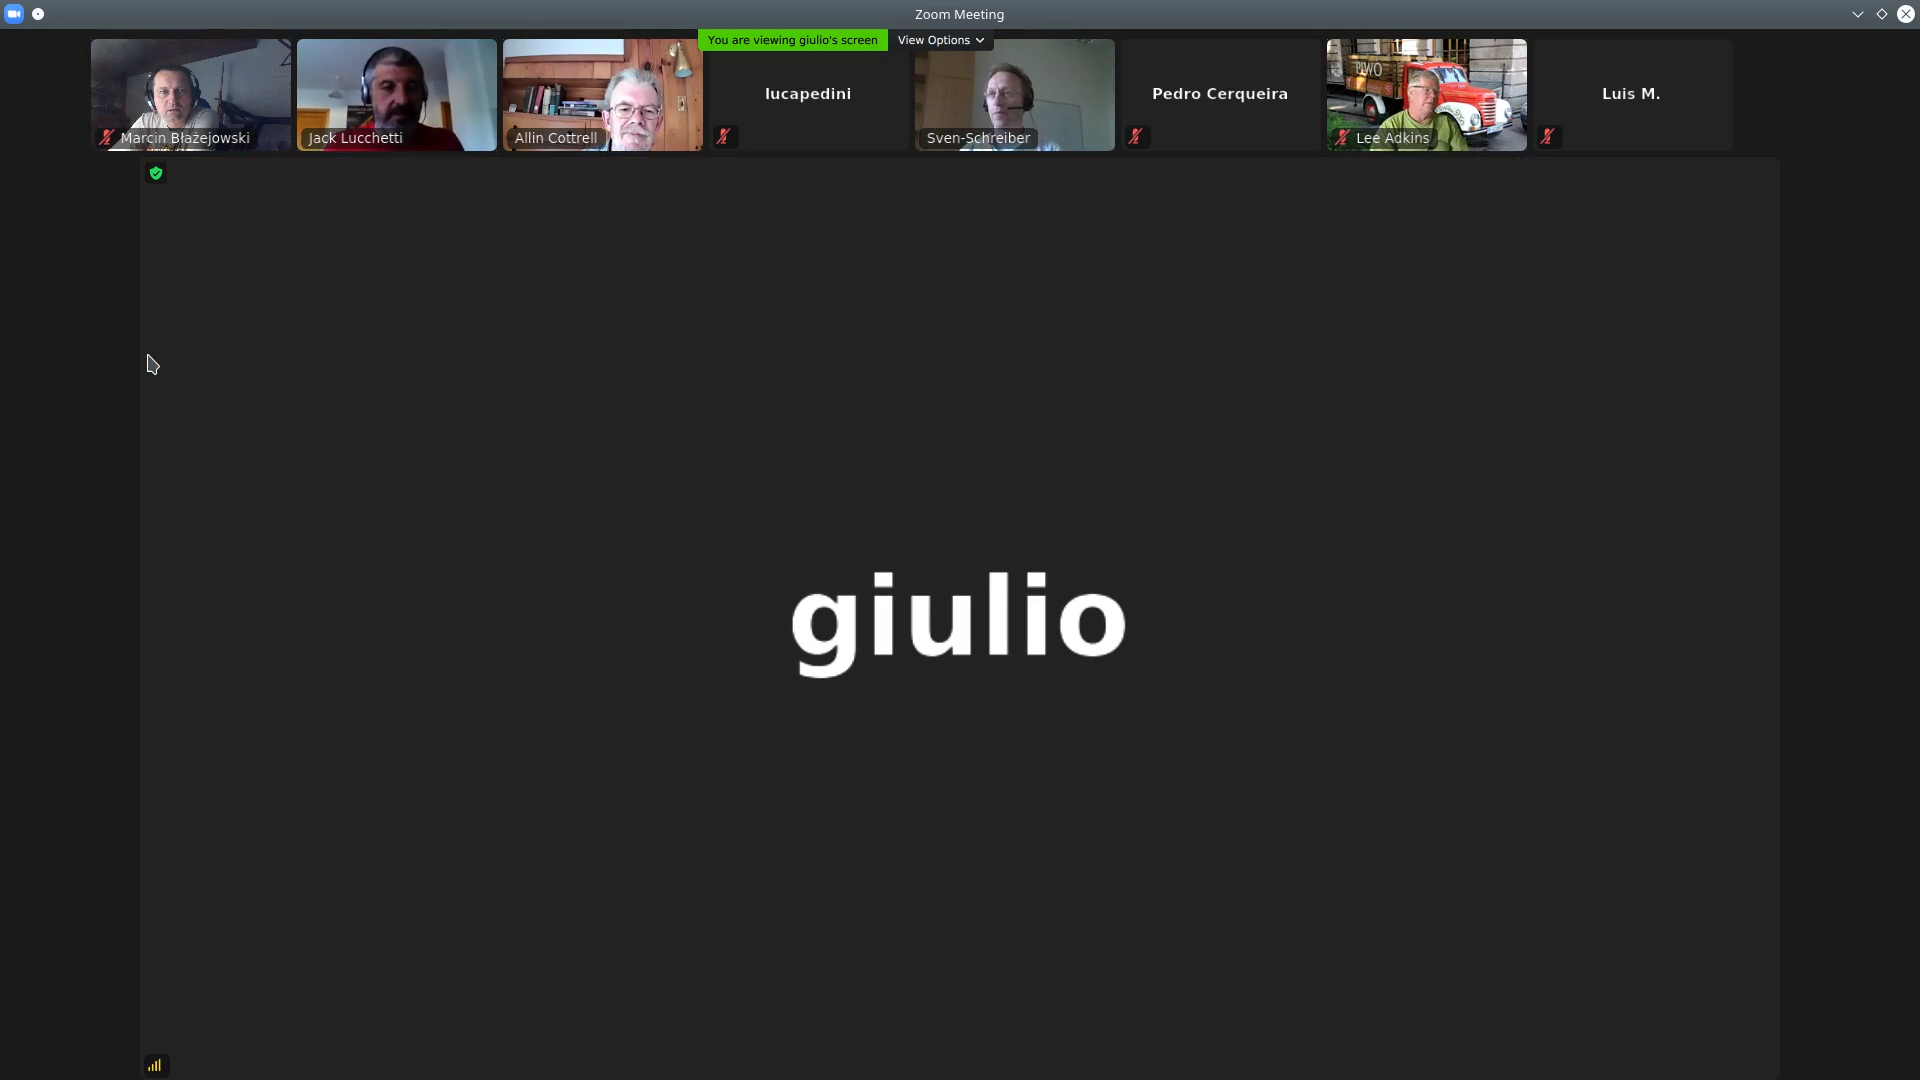 Zoom Meeting
You are viewing giulio's screen
View Options
Marcin Błażejowski
Jack Lucchetti
Allin Cottrell
lucapedini
Sven-Schreiber
Pedro Cerqueira
PIWO
Lee Adkins
Luis M.
giulio